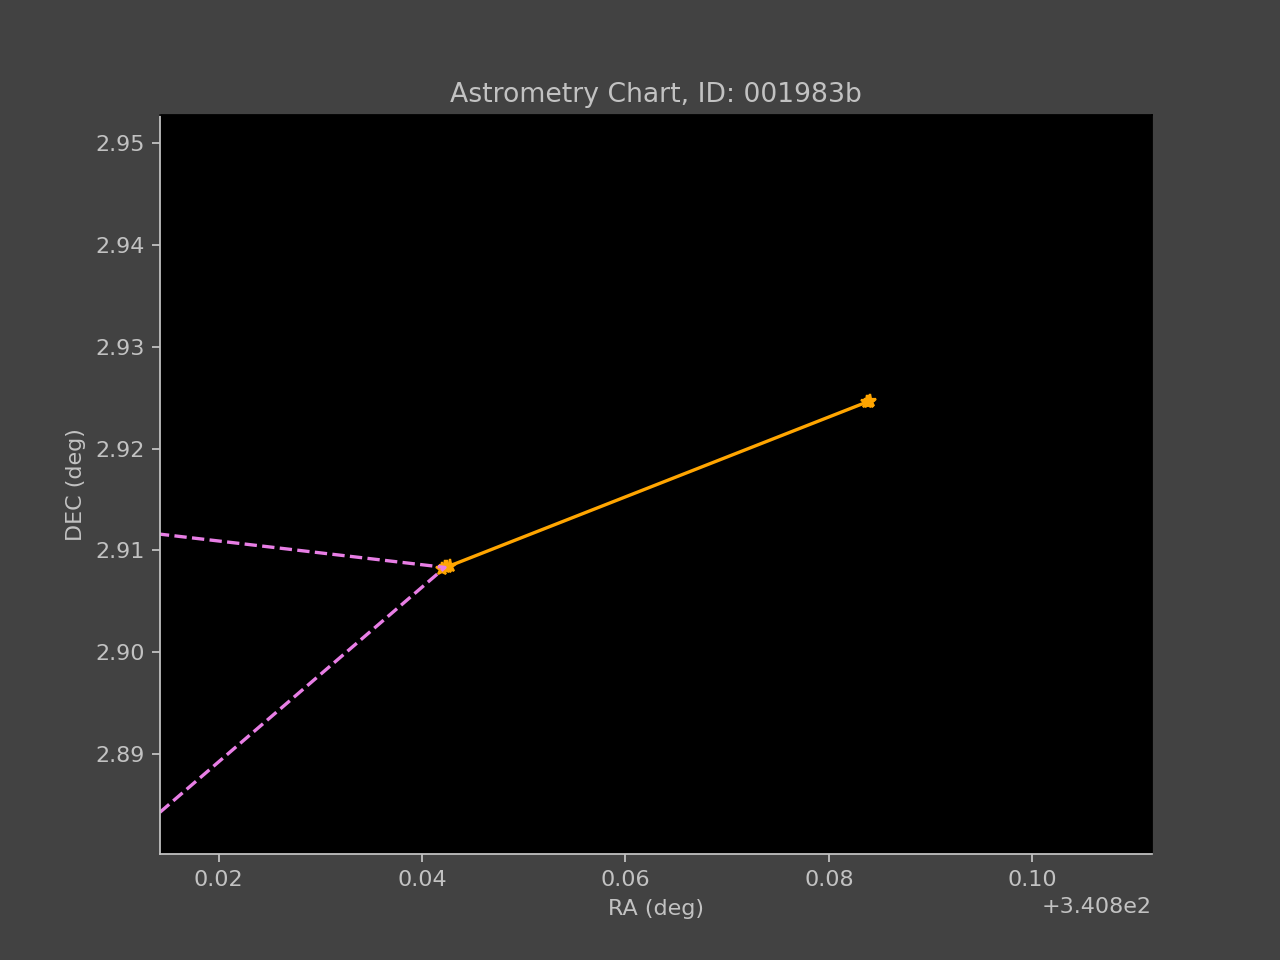 Astrometry Chart, ID: 001983b
2.95
2.94
2.93
2.92
2.91
2.90
2.89
DEC (deg)
0.02 0.04 0.06 0.08 0.10
RA (deg)
+3.408e2